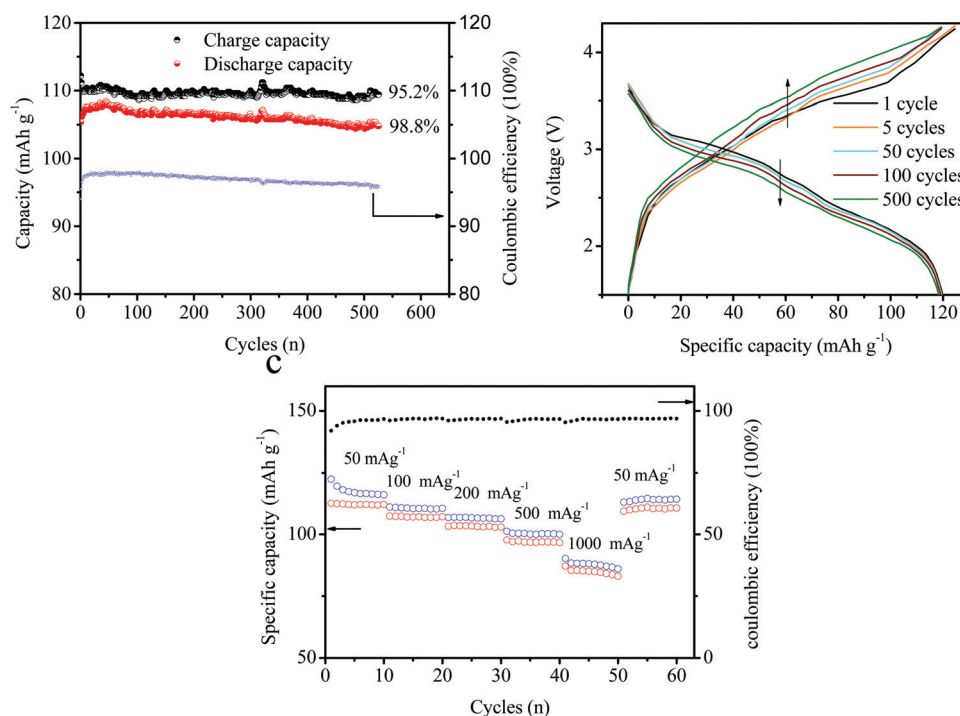 120
110
100
90
80
Capacity (mAh g⁻¹)
Charge capacity
Discharge capacity
95.2%
98.8%
120
110
100
90
80
Coulombic efficiency (100%)
0 100 200 300 400 500 600
Cycles (n)
4
3
2
Voltage (V)
1 cycle
5 cycles
50 cycles
100 cycles
500 cycles
0 20 40 60 80 100 120
Specific capacity (mAh g⁻¹)
c
150
100
50
Specific capacity (mAh g⁻¹)
50 mAg⁻¹
100 mAg⁻¹
200 mAg⁻¹
500 mAg⁻¹
1000 mAg⁻¹
50 mAg⁻¹
100
50
0
coulombic efficiency (100%)
0 10 20 30 40 50 60
Cycles (n)